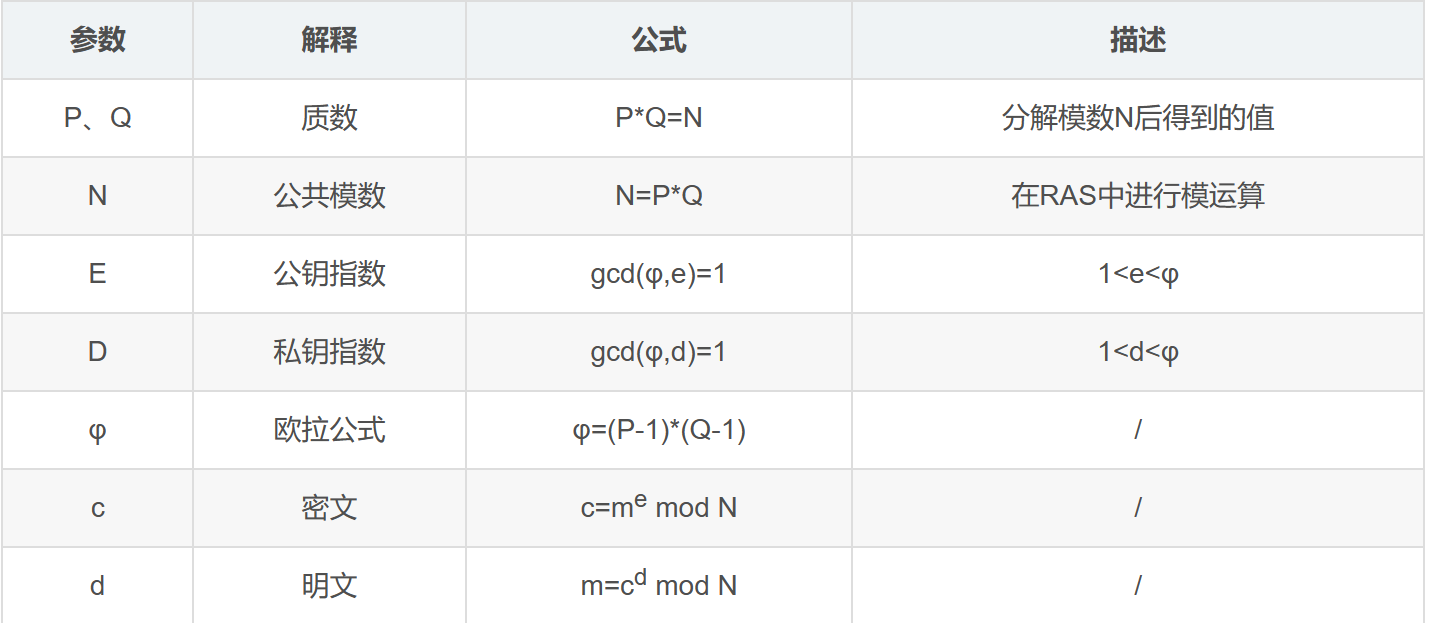 参数 解释 公式 描述
P、Q 质数 P*Q=N 分解模数N后得到的值
N 公共模数 N=P*Q 在RAS中进行模运算
E 公钥指数 gcd(φ,e)=1 1<e<φ
D 私钥指数 gcd(φ,d)=1 1<d<φ
φ 欧拉公式 φ=(P-1)*(Q-1) /
c 密文 c=m^e mod N /
d 明文 m=c^d mod N /